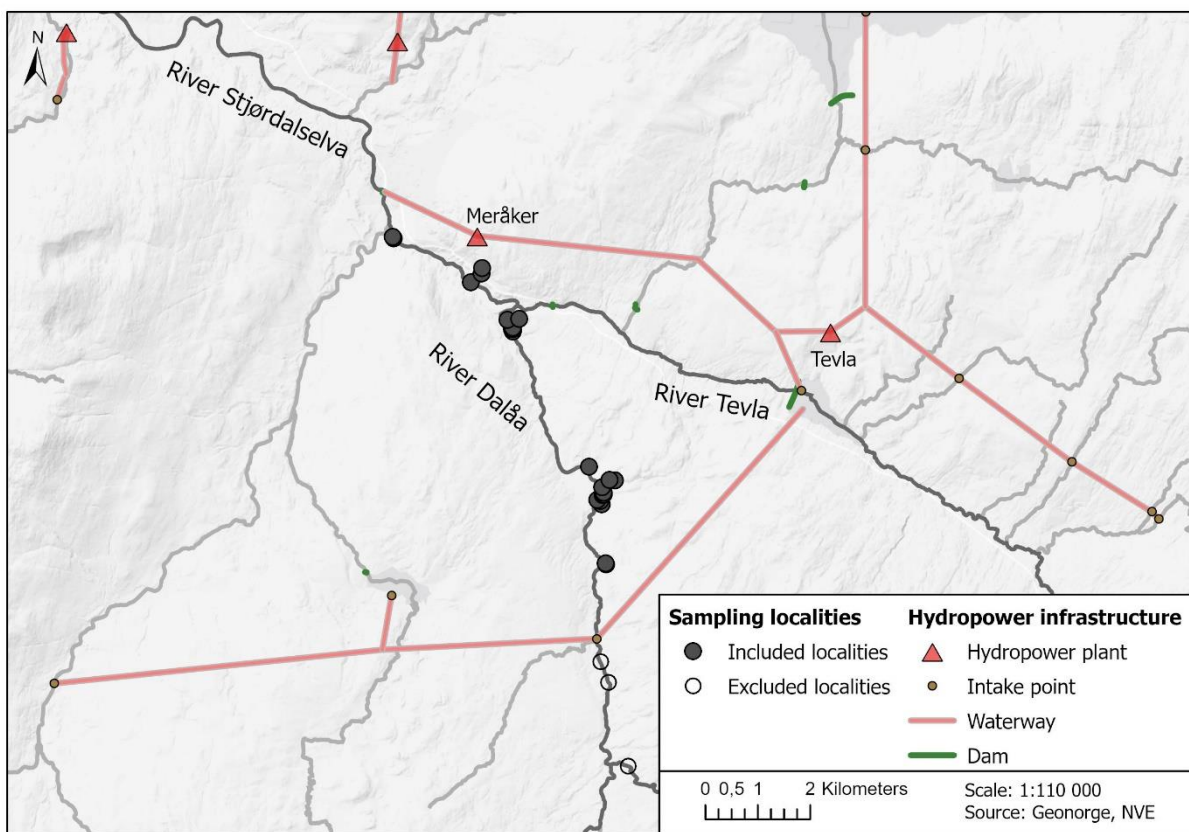 N
River Stjørdalselva
Meråker
Tevla
River Dalåa
River Tevla
Sampling localities
Included localities
Excluded localities
Hydropower infrastructure
Hydropower plant
Intake point
Waterway
Dam
0 0,5 1 2 Kilometers
Scale: 1:110 000
Source: Geonorge, NVE